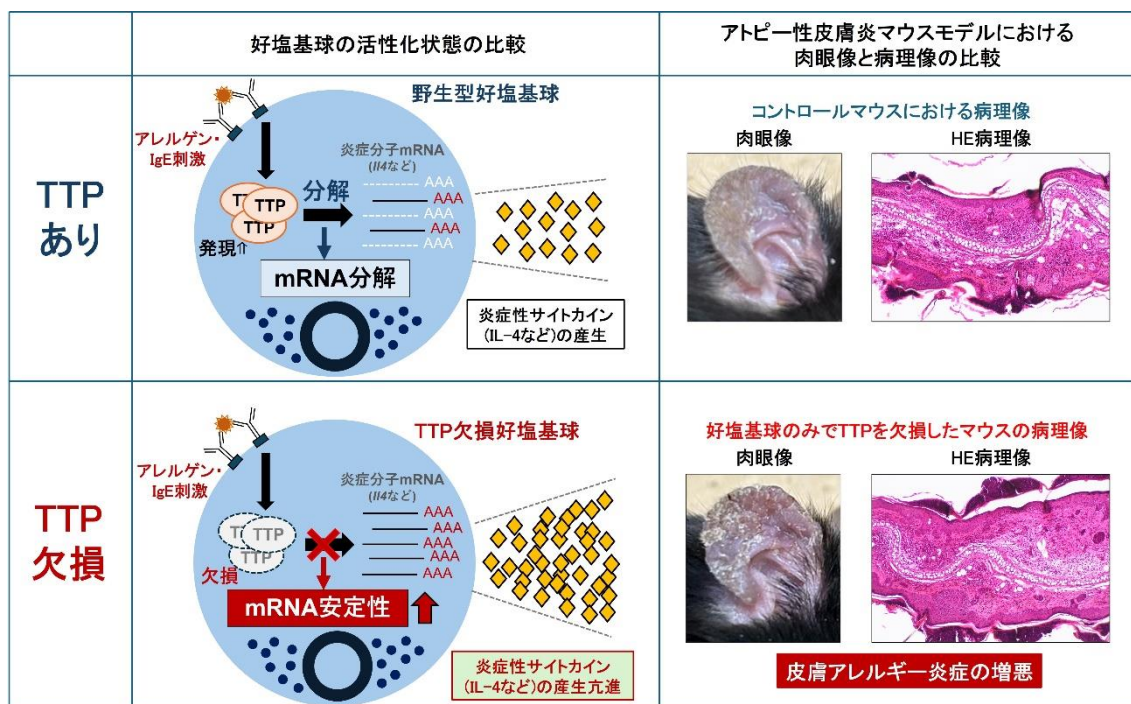 好塩基球の活性化状態の比較
アトピー性皮膚炎マウスモデルにおける
肉眼像と病理像の比較
TTP
あり
野生型好塩基球
アレルゲン・
IgE刺激
炎症分子mRNA
(Il4など)
TTP
TTP
TTP
発現⇑
分解
AAA
AAA
AAA
AAA
AAA
mRNA分解
炎症性サイトカイン
(IL-4など)の産生
コントロールマウスにおける病理像
肉眼像
HE病理像
TTP
欠損
TTP欠損好塩基球
アレルゲン・
IgE刺激
炎症分子mRNA
(Il4など)
TTP
TTP
TTP
欠損
AAA
AAA
AAA
AAA
AAA
mRNA安定性
炎症性サイトカイン
(IL-4など)の産生亢進
好塩基球のみでTTPを欠損したマウスの病理像
肉眼像
HE病理像
皮膚アレルギー炎症の増悪